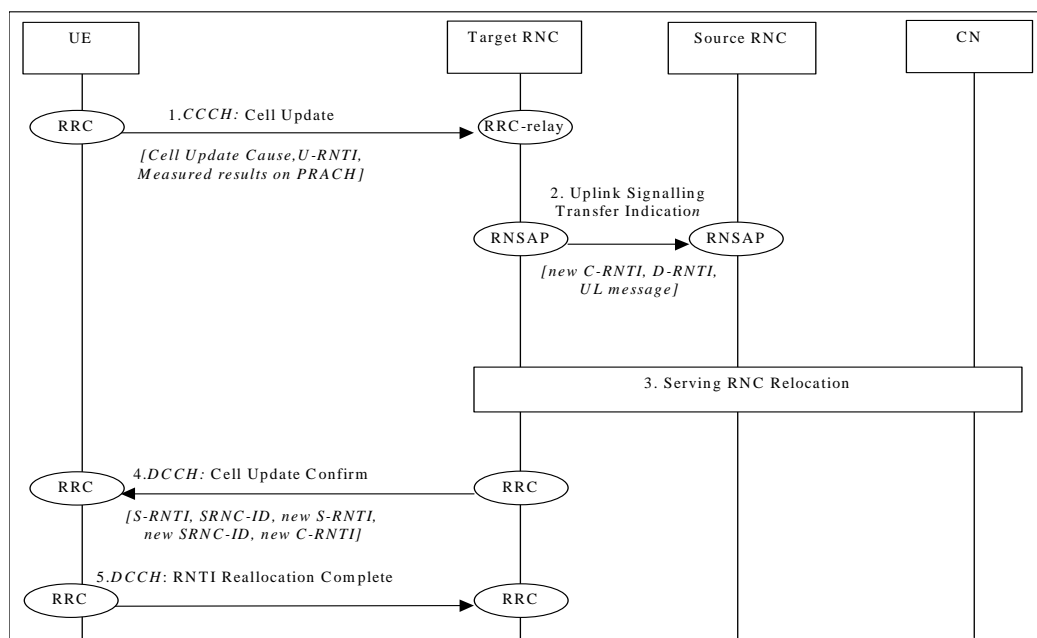 UE
Target RNC
Source RNC
CN
RRC
1.CCCH: Cell Update
RRC-relay
[Cell Update Cause,U-RNTI,
Measured results on PRACH]
2. Uplink Signalling
Transfer Indication
RNSAP
RNSAP
[new C-RNTI, D-RNTI,
UL message]
3. Serving RNC Relocation
RRC
4.DCCH: Cell Update Confirm
RRC
[S-RNTI, SRNC-ID, new S-RNTI,
new SRNC-ID, new C-RNTI]
5.DCCH: RNTI Reallocation Complete
RRC
RRC